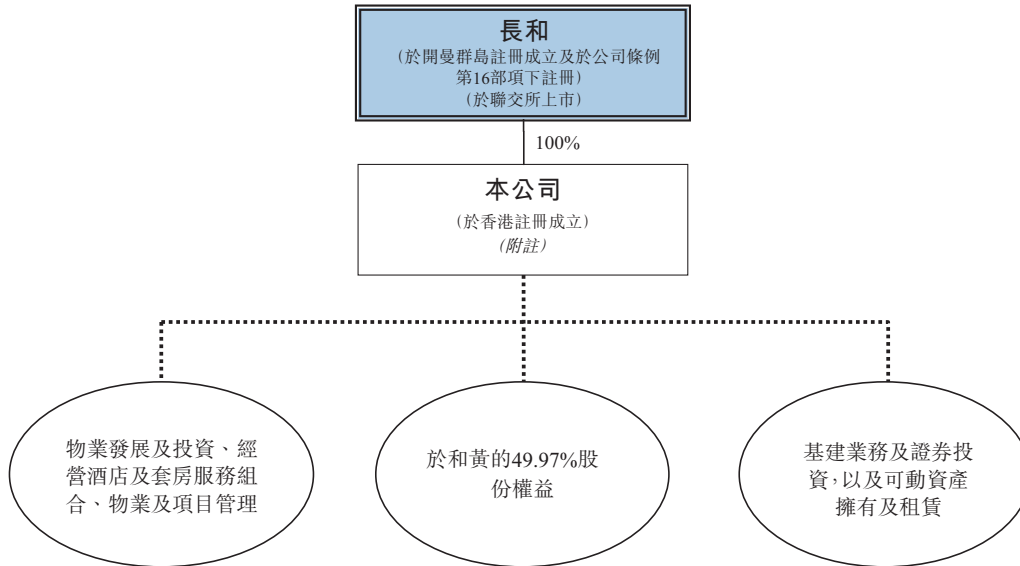 長和
(於開曼群島註冊成立及於公司條例
第16部項下註冊)
(於聯交所上市)
100%
本公司
(於香港註冊成立)
(附註)
物業發展及投資、經
營酒店及套房服務組
合、物業及項目管理
於和黃的49.97%股
份權益
基建業務及證券投
資，以及可動資產
擁有及租賃